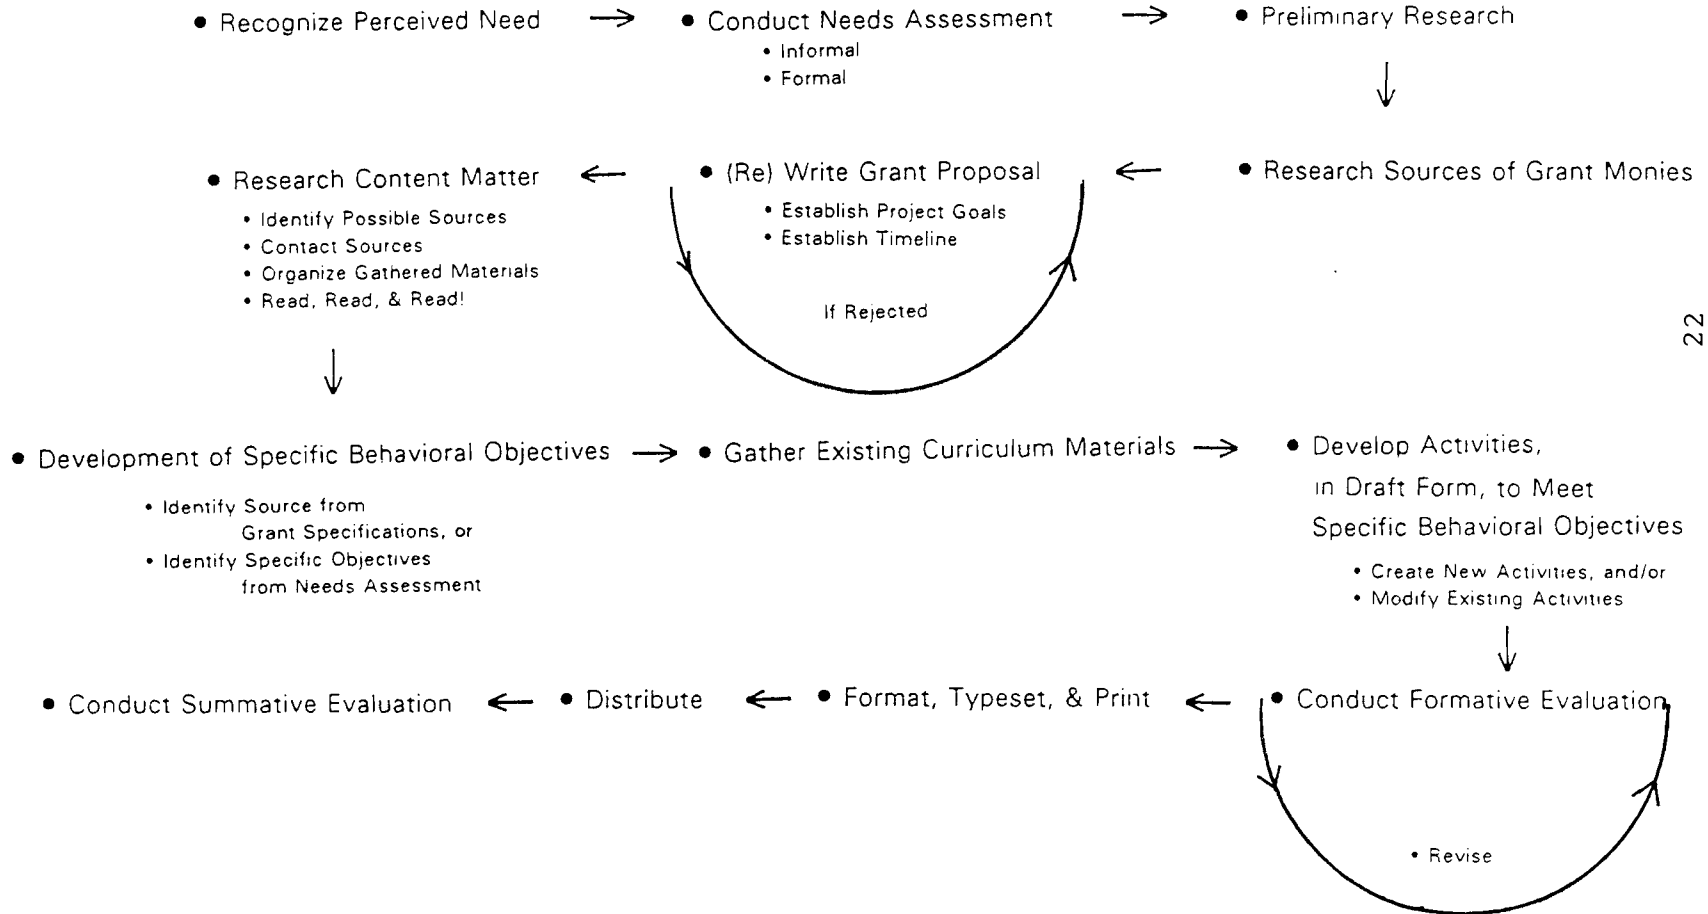 • Recognize Perceived Need → • Conduct Needs Assessment → • Preliminary Research
• Informal
• Formal
• Research Sources of Grant Monies
• (Re) Write Grant Proposal
• Establish Project Goals
• Establish Timeline
If Rejected
• Research Content Matter
• Identify Possible Sources
• Contact Sources
• Organize Gathered Materials
• Read, Read, & Read!
22
• Development of Specific Behavioral Objectives → • Gather Existing Curriculum Materials → • Develop Activities,
in Draft Form, to Meet
Specific Behavioral Objectives
• Identify Source from
Grant Specifications, or
• Identify Specific Objectives
from Needs Assessment
• Create New Activities, and/or
• Modify Existing Activities
• Conduct Formative Evaluation
• Revise
• Format, Typeset, & Print
• Distribute
• Conduct Summative Evaluation